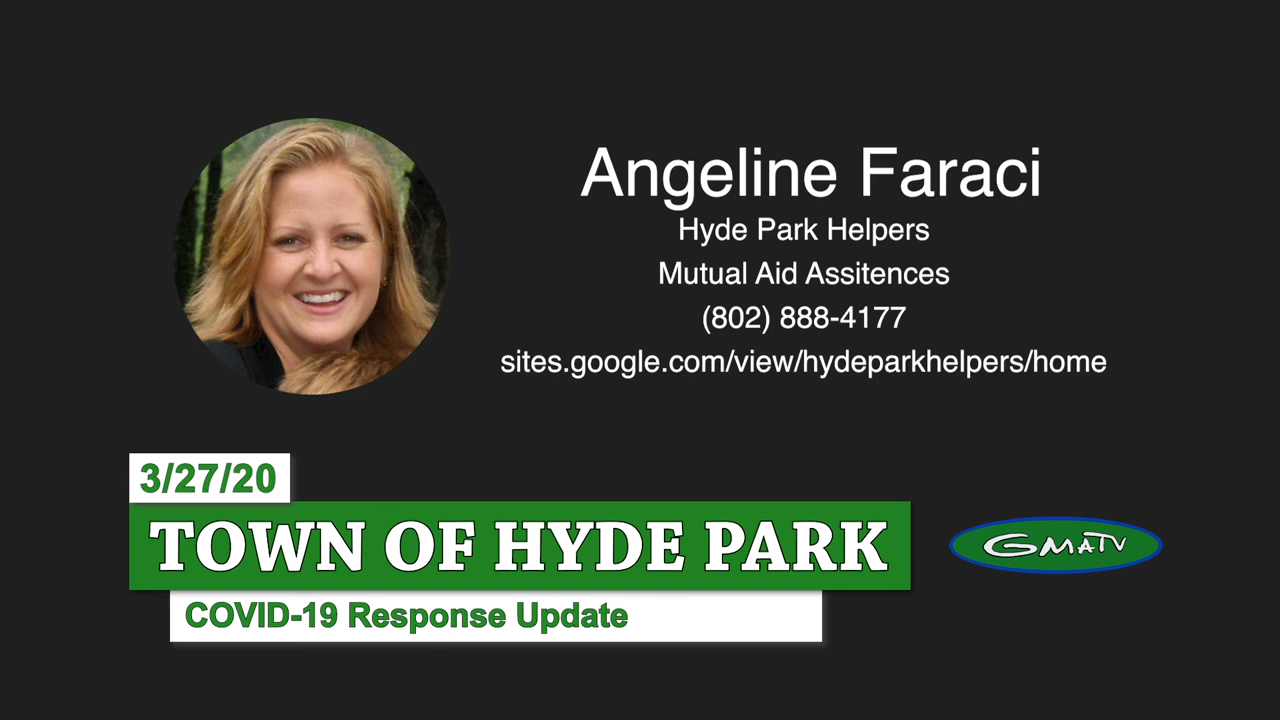 Angeline Faraci
Hyde Park Helpers
Mutual Aid Assitences
(802) 888-4177
sites.google.com/view/hydeparkhelpers/home
3/27/20
TOWN OF HYDE PARK
GMATV
COVID-19 Response Update